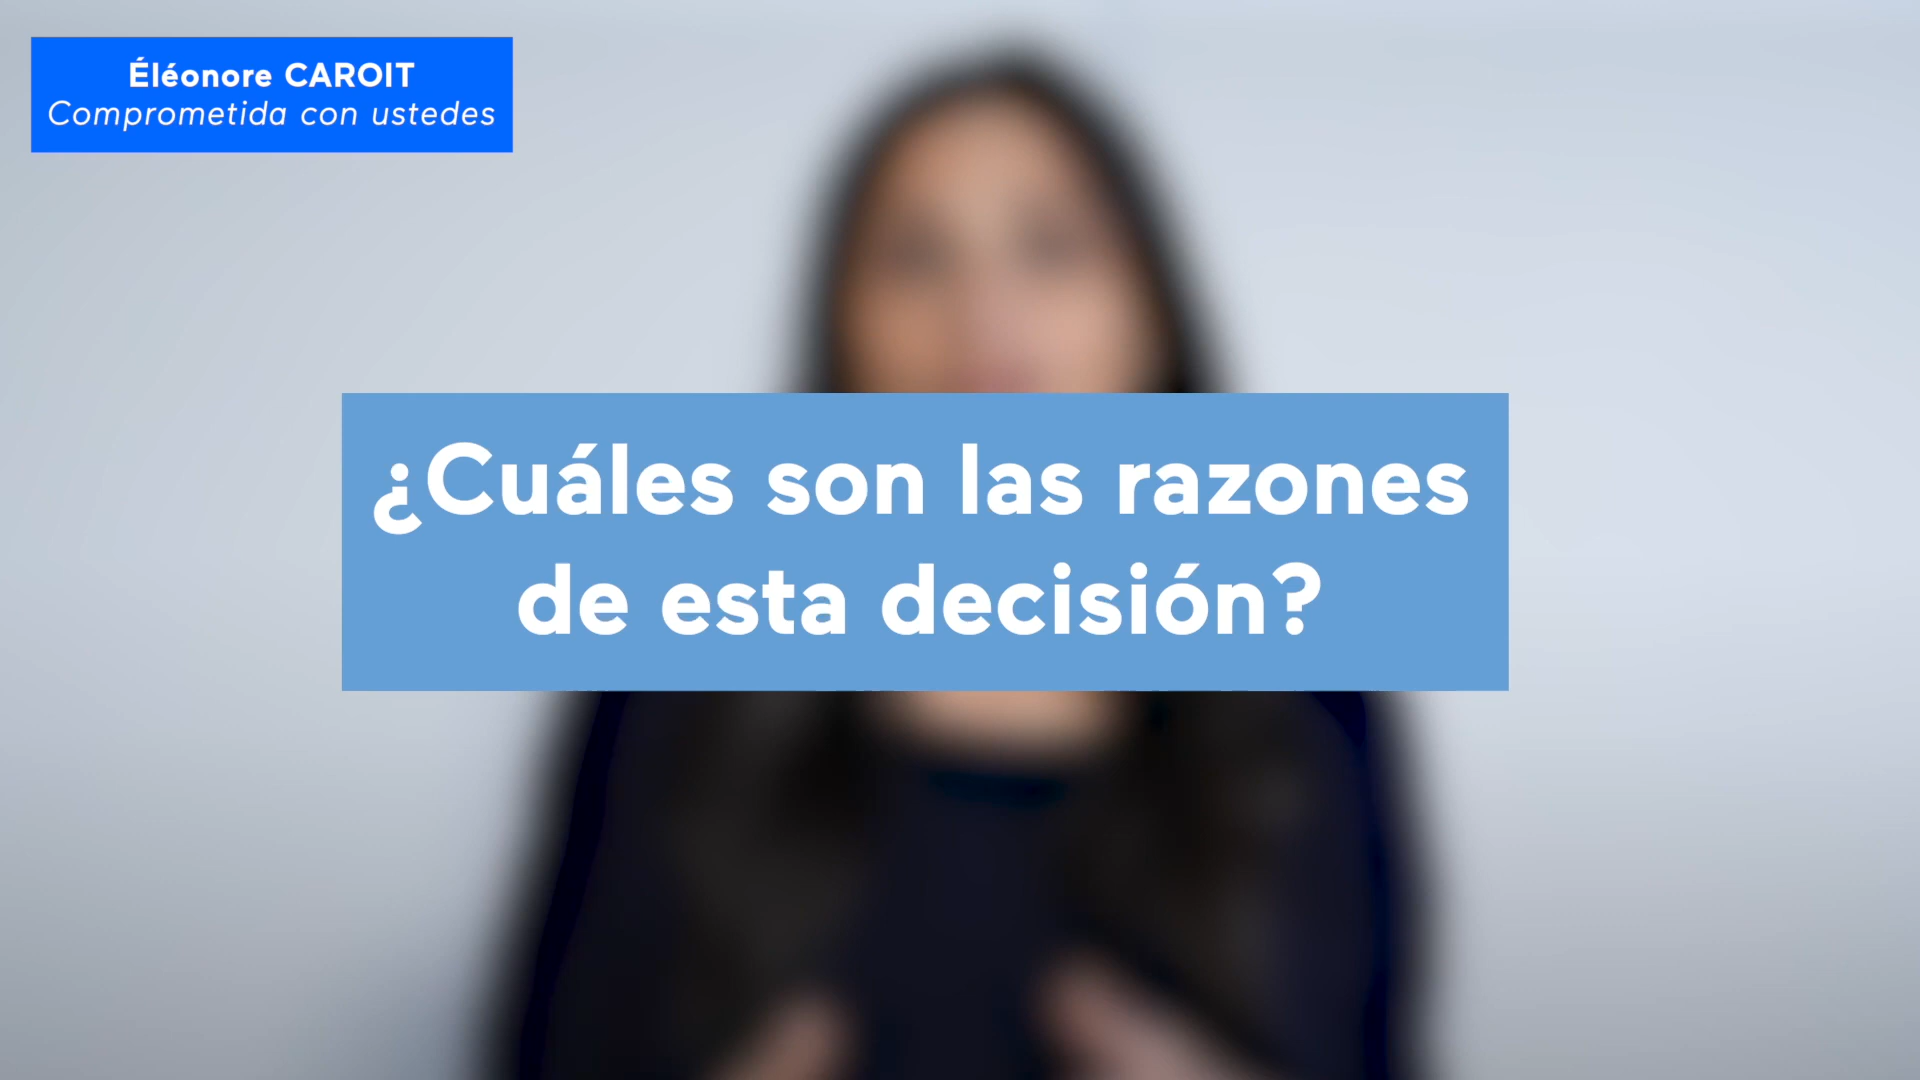 Éléonore CAROIT
Comprometida con ustedes
¿Cuáles son las razones
de esta decisión?